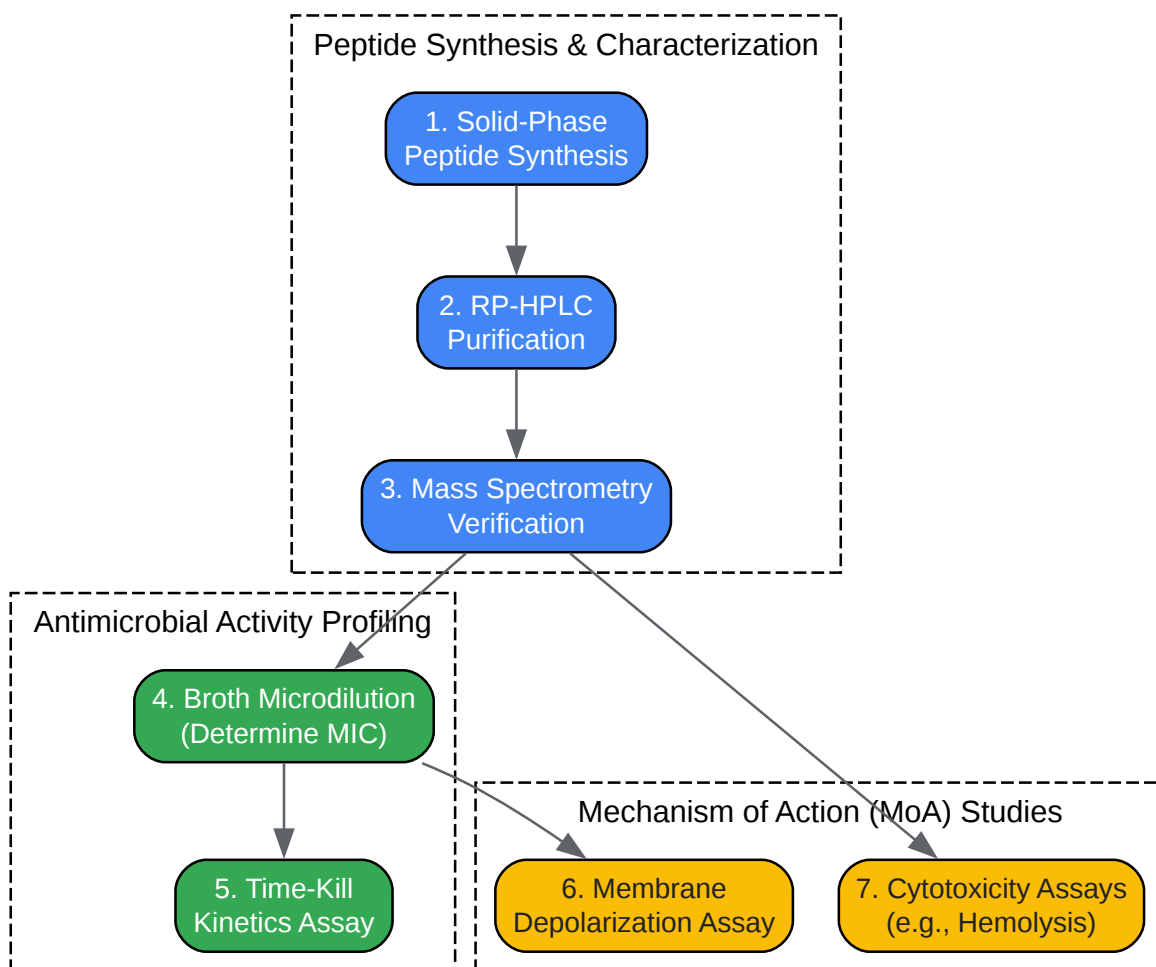 Peptide Synthesis & Characterization
1. Solid-Phase
Peptide Synthesis
2. RP-HPLC
Purification
3. Mass Spectrometry
Verification
Antimicrobial Activity Profiling
4. Broth Microdilution
(Determine MIC)
5. Time-Kill
Kinetics Assay
Mechanism of Action (MoA) Studies
6. Membrane
Depolarization Assay
7. Cytotoxicity Assays
(e.g., Hemolysis)